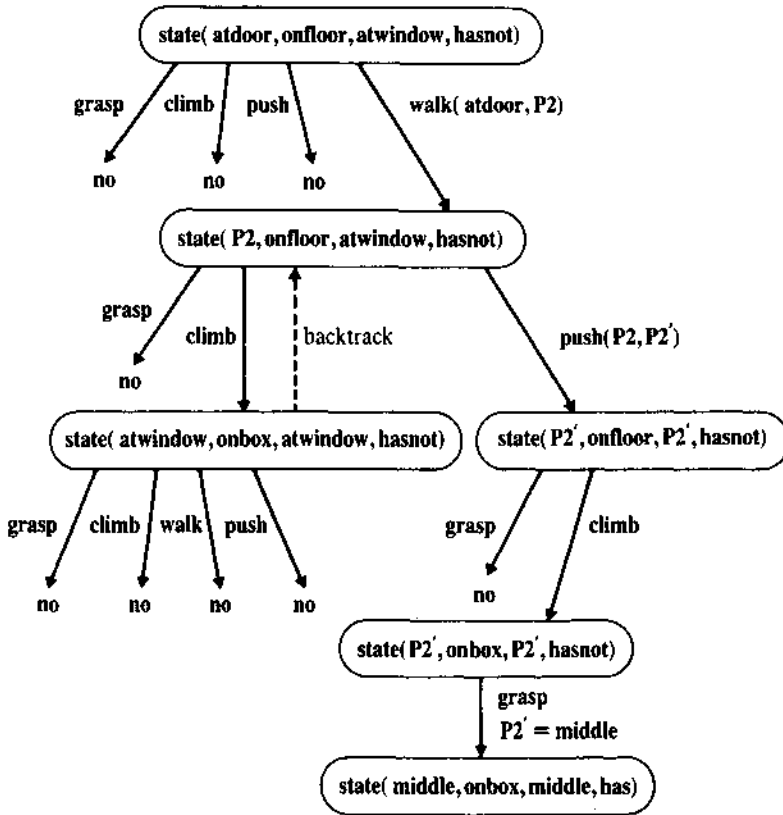 state( atdoor, onfloor, atwindow, hasnot)
grasp
climb
push
walk( atdoor, P2)
no
no
no
state( P2, onfloor, atwindow, hasnot)
grasp
climb
backtrack
push(P2, P2′)
no
state( atwindow, onbox, atwindow, hasnot)
state(P2′, onfloor, P2′, hasnot)
grasp
climb
walk
push
grasp
climb
no
no
no
no
no
state(P2′, onbox, P2′, hasnot)
grasp
P2′ = middle
state( middle, onbox, middle, has)